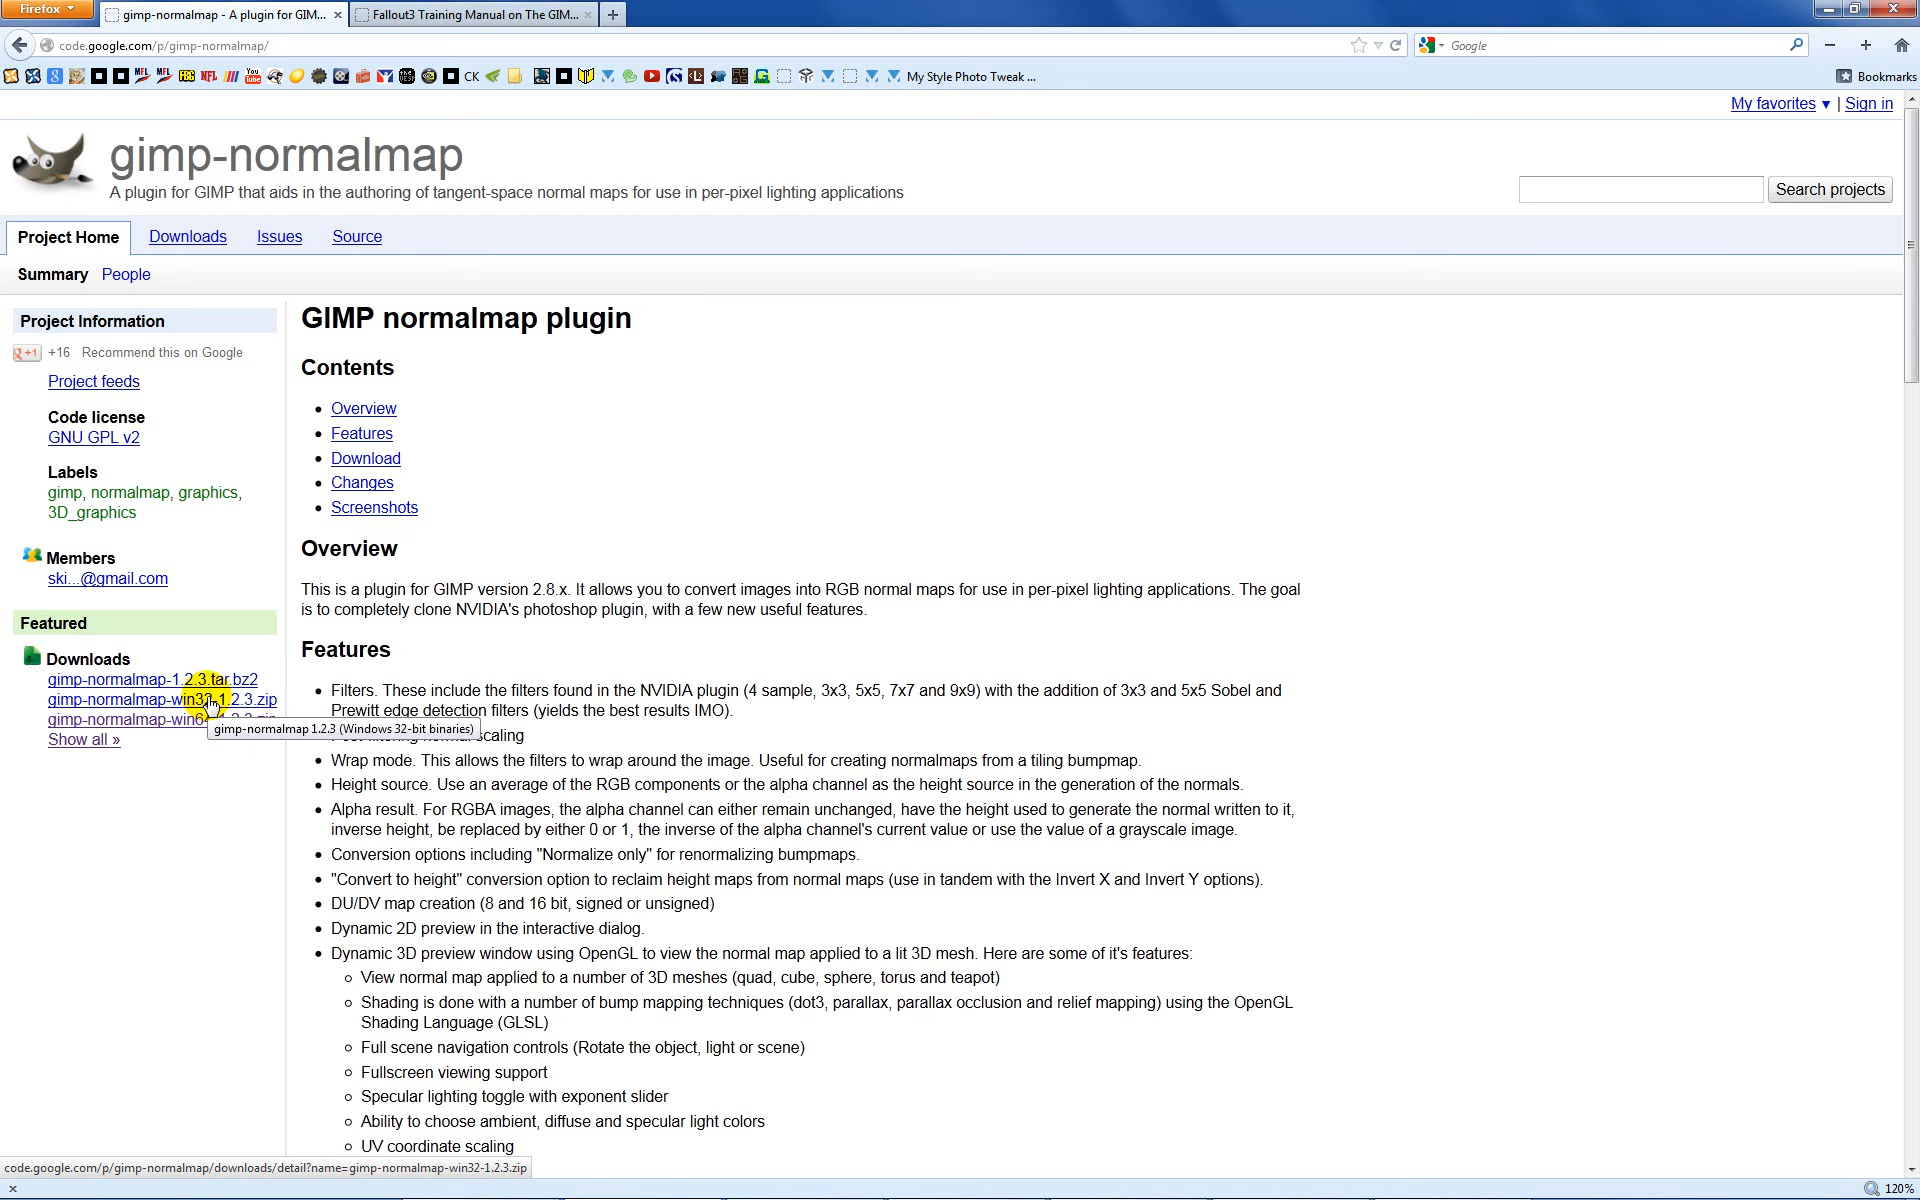 Firefox
gimp-normalmap - A plugin for GIM...
Fallout3 Training Manual on The GIM...
code.google.com/p/gimp-normalmap/
Google
CK
My Style Photo Tweak ...
Bookmarks
My favorites ▼ | Sign in
gimp-normalmap
A plugin for GIMP that aids in the authoring of tangent-space normal maps for use in per-pixel lighting applications
Search projects
Project Home Downloads Issues Source
Summary People
Project Information
+1 +16 Recommend this on Google
Project feeds
Code license
GNU GPL v2
Labels
gimp, normalmap, graphics,
3D_graphics
Members
ski...@gmail.com
Featured
Downloads
gimp-normalmap-1.2.3.tar.bz2
gimp-normalmap-win32-1.2.3.zip
Show all »
gimp-normalmap 1.2.3 (Windows 32-bit binaries)
GIMP normalmap plugin
Contents
• Overview
• Features
• Download
• Changes
• Screenshots
Overview
This is a plugin for GIMP version 2.8.x. It allows you to convert images into RGB normal maps for use in per-pixel lighting applications. The goal
is to completely clone NVIDIA's photoshop plugin, with a few new useful features.
Features
• Filters. These include the filters found in the NVIDIA plugin (4 sample, 3x3, 5x5, 7x7 and 9x9) with the addition of 3x3 and 5x5 Sobel and
Prewitt edge detection filters (yields the best results IMO).
scaling
• Wrap mode. This allows the filters to wrap around the image. Useful for creating normalmaps from a tiling bumpmap.
• Height source. Use an average of the RGB components or the alpha channel as the height source in the generation of the normals.
• Alpha result. For RGBA images, the alpha channel can either remain unchanged, have the height used to generate the normal written to it,
inverse height, be replaced by either 0 or 1, the inverse of the alpha channel's current value or use the value of a grayscale image.
• Conversion options including "Normalize only" for renormalizing bumpmaps.
• "Convert to height" conversion option to reclaim height maps from normal maps (use in tandem with the Invert X and Invert Y options).
• DU/DV map creation (8 and 16 bit, signed or unsigned)
• Dynamic 2D preview in the interactive dialog.
• Dynamic 3D preview window using OpenGL to view the normal map applied to a lit 3D mesh. Here are some of it's features:
○ View normal map applied to a number of 3D meshes (quad, cube, sphere, torus and teapot)
○ Shading is done with a number of bump mapping techniques (dot3, parallax, parallax occlusion and relief mapping) using the OpenGL
Shading Language (GLSL)
○ Full scene navigation controls (Rotate the object, light or scene)
○ Fullscreen viewing support
○ Specular lighting toggle with exponent slider
○ Ability to choose ambient, diffuse and specular light colors
○ UV coordinate scaling
code.google.com/p/gimp-normalmap/downloads/detail?name=gimp-normalmap-win32-1.2.3.zip
x
120%